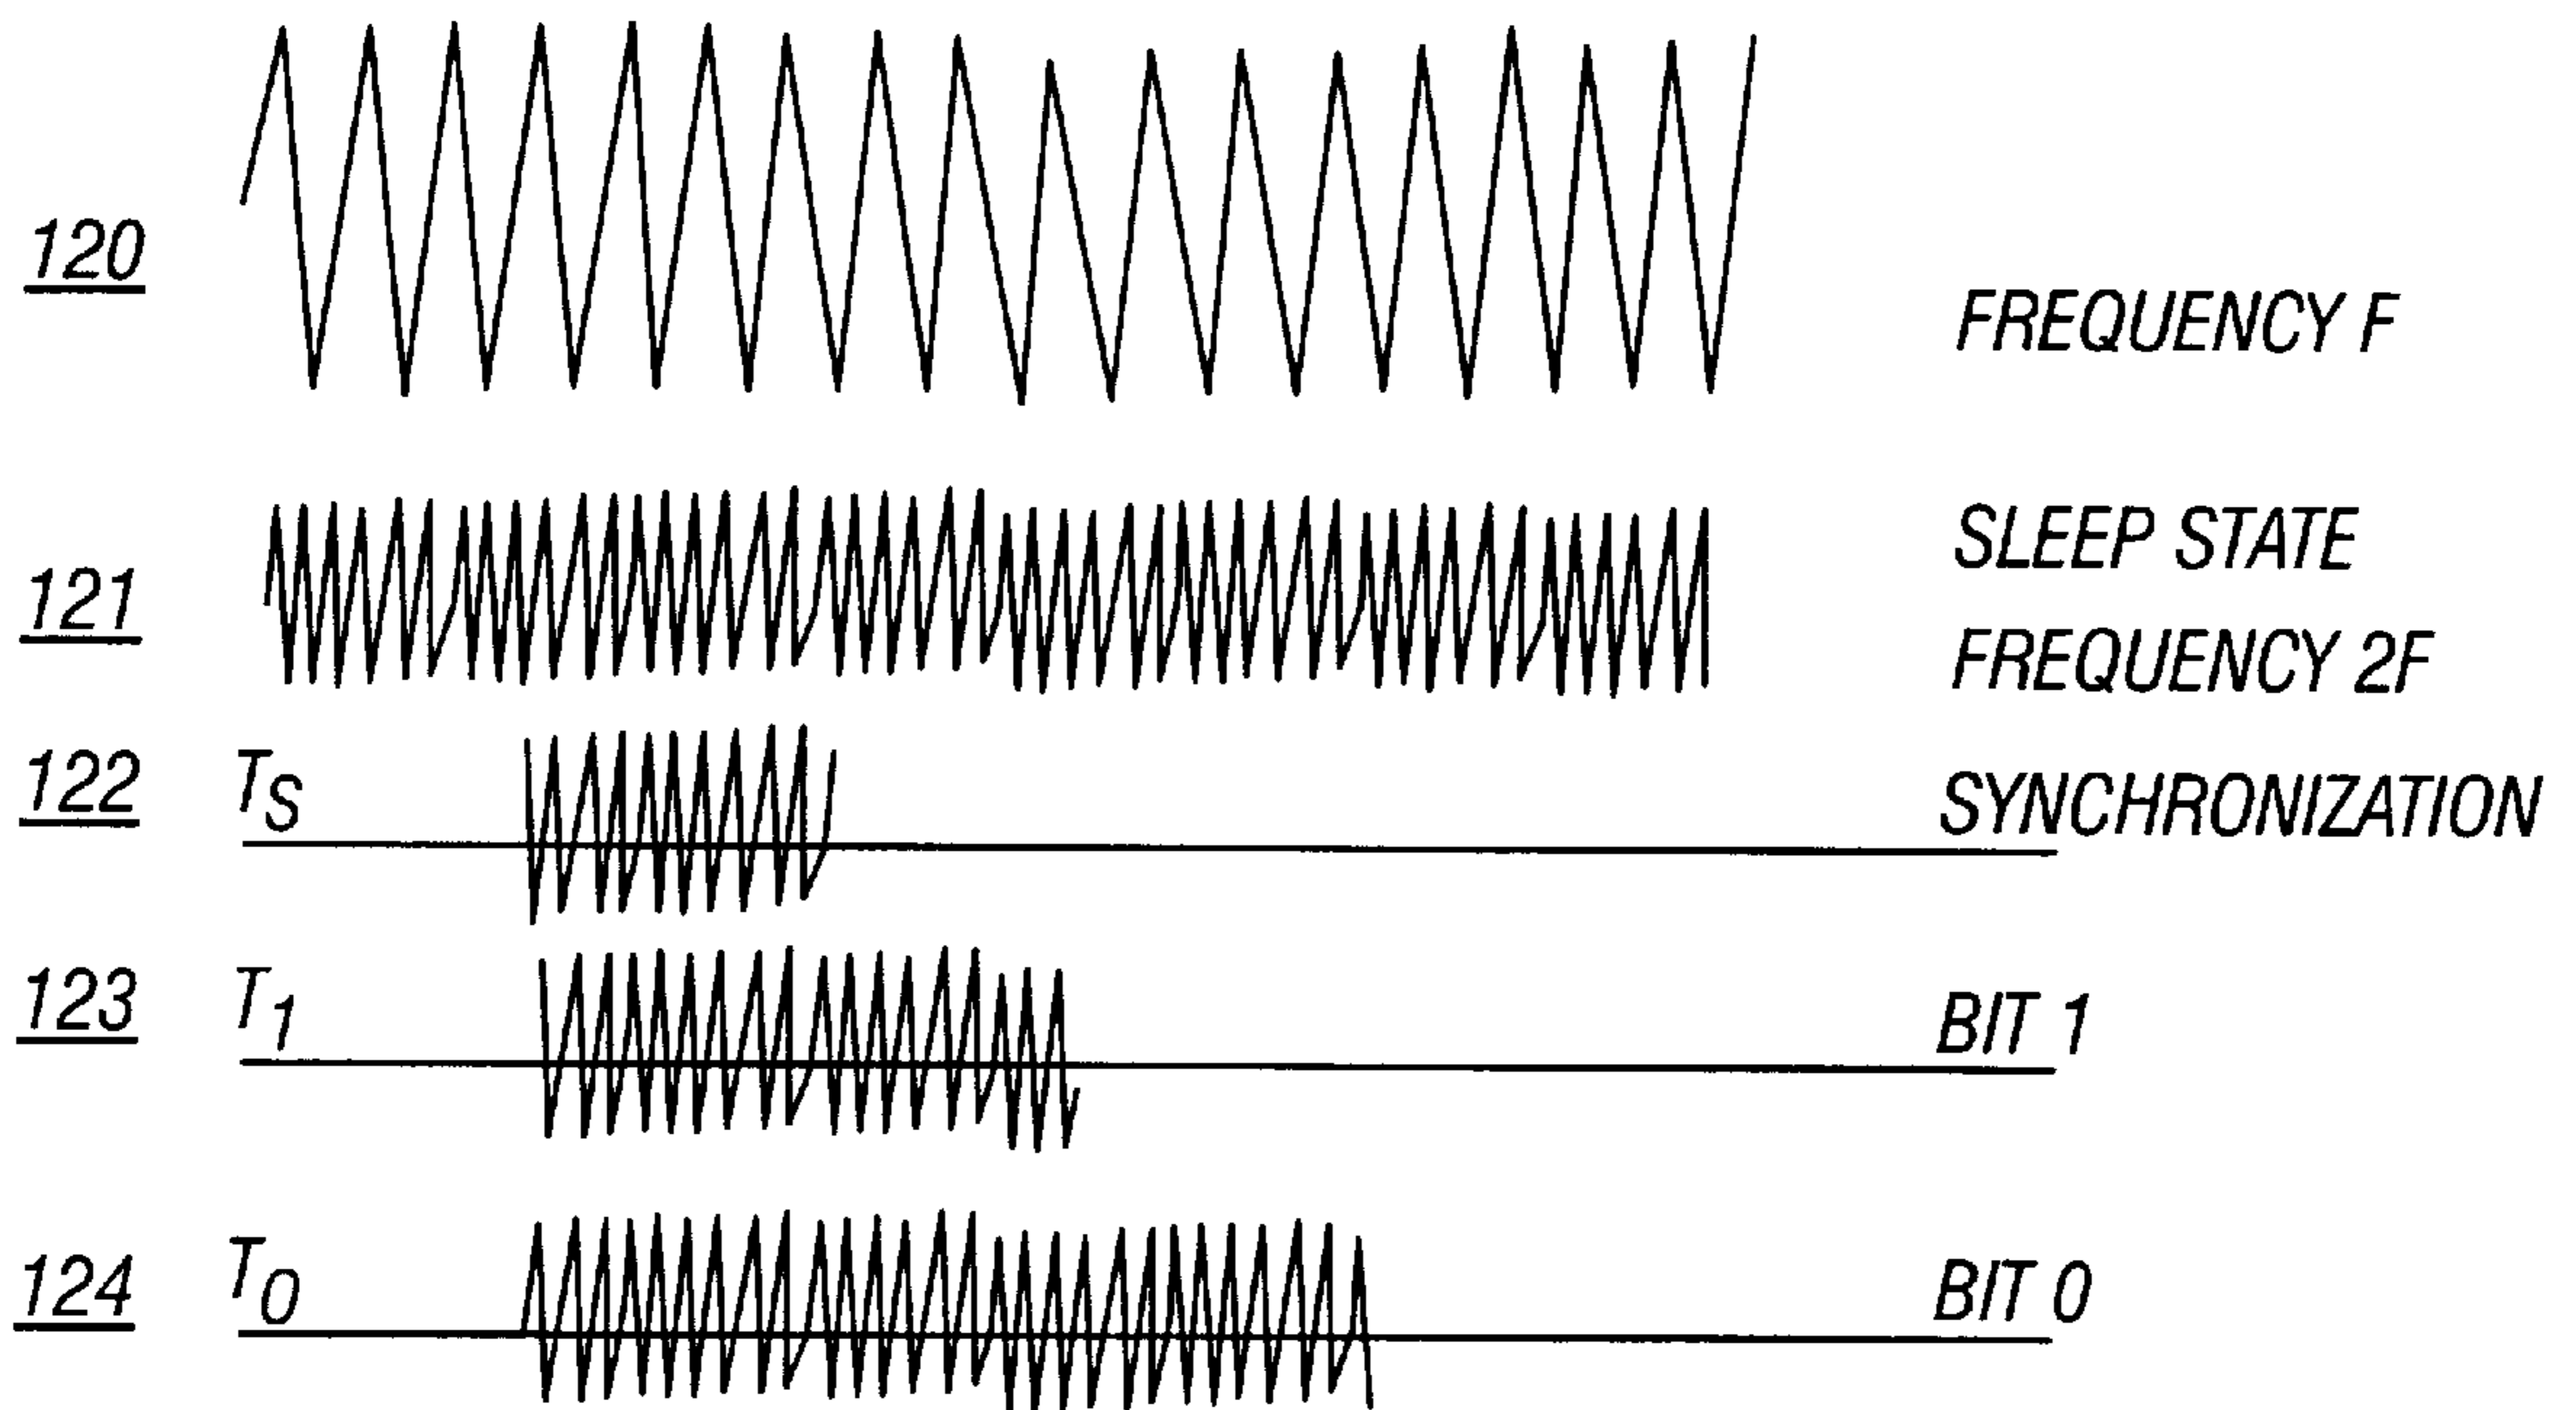 120
FREQUENCY F
121
SLEEP STATE
FREQUENCY 2F
122
TS
SYNCHRONIZATION
123
T1
BIT 1
124
T0
BIT 0